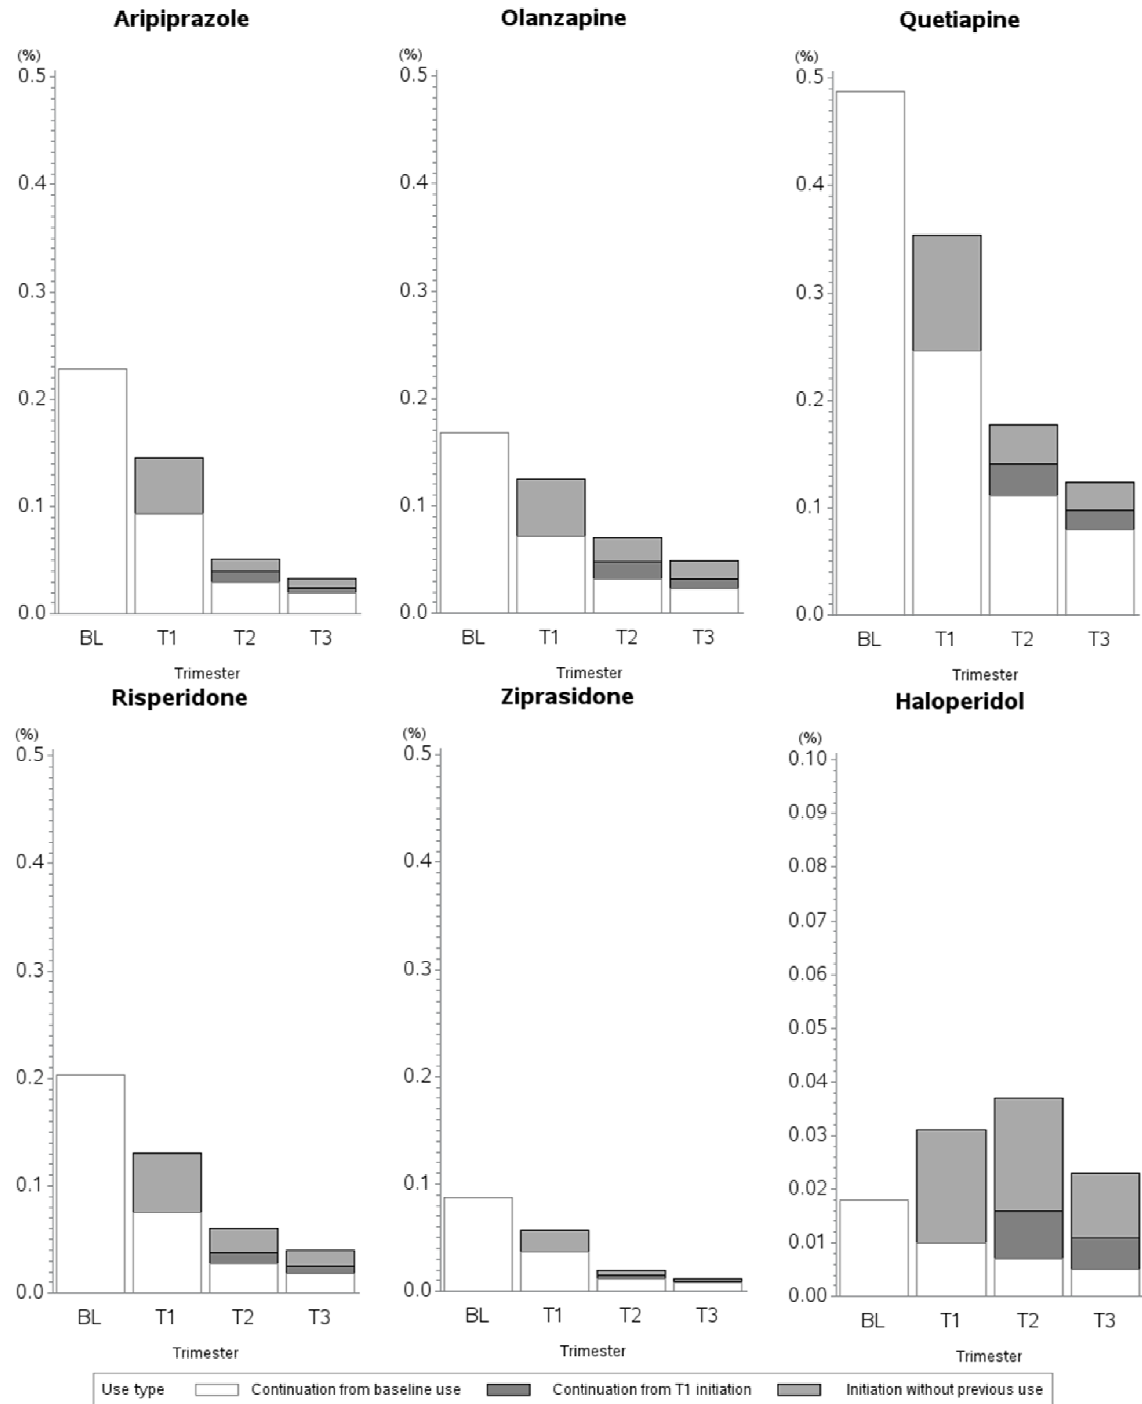 Aripiprazole
(%)
0.5
0.4
0.3
0.2
0.1
0.0
BL T1 T2 T3
Trimester
Olanzapine
(%)
0.5
0.4
0.3
0.2
0.1
0.0
BL T1 T2 T3
Trimester
Quetiapine
(%)
0.5
0.4
0.3
0.2
0.1
0.0
BL T1 T2 T3
Trimester
Risperidone
(%)
0.5
0.4
0.3
0.2
0.1
0.0
BL T1 T2 T3
Trimester
Ziprasidone
(%)
0.5
0.4
0.3
0.2
0.1
0.0
BL T1 T2 T3
Trimester
Haloperidol
(%)
0.10
0.09
0.08
0.07
0.06
0.05
0.04
0.03
0.02
0.01
0.00
BL T1 T2 T3
Trimester
Use type Continuation from baseline use Continuation from T1 initiation Initiation without previous use